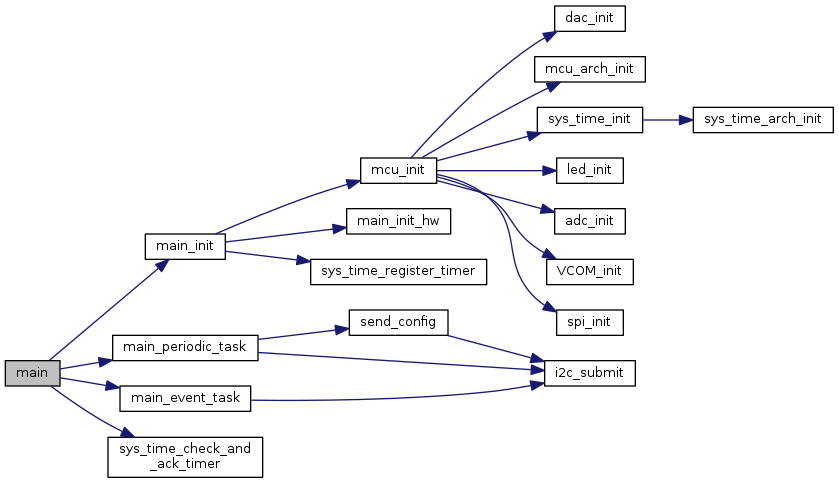 dac_init
mcu_arch_init
sys_time_init
sys_time_arch_init
mcu_init
led_init
adc_init
main_init
main_init_hw
sys_time_register_timer
VCOM_init
spi_init
send_config
main_periodic_task
main
i2c_submit
main_event_task
sys_time_check_and
_ack_timer